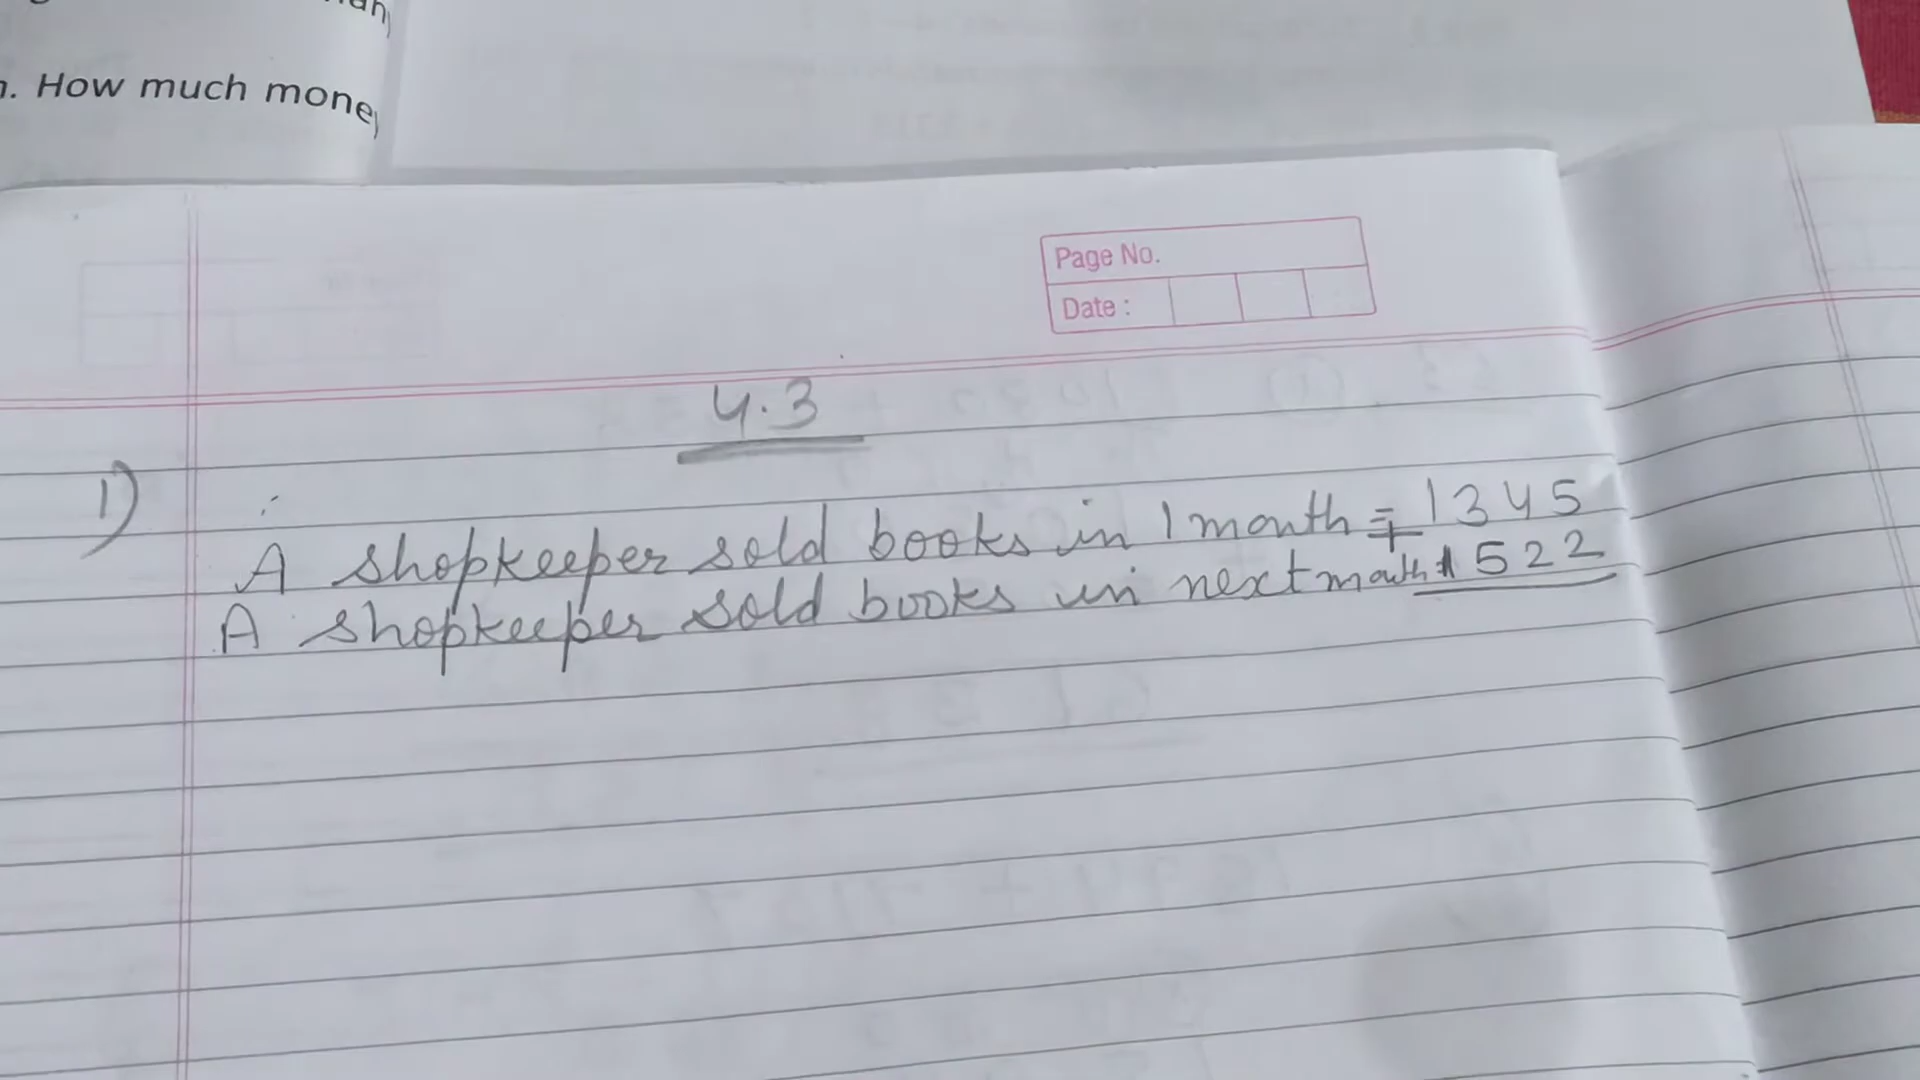 . How much money
Page No.
Date :
4.3
1)
A shopkeeper sold books in 1 month = 1345
A shopkeeper sold books in next month + 1522